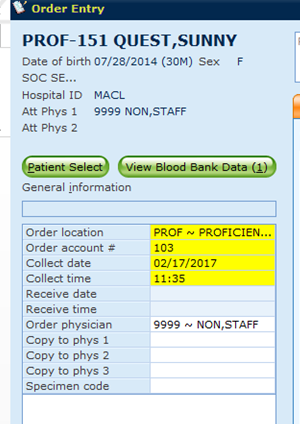 Order Entry
PROF-151 QUEST,SUNNY
Date of birth 07/28/2014 (30M) Sex F
SOC SE...
Hospital ID MACL
Att Phys 1 9999 NON,STAFF
Att Phys 2
Patient Select View Blood Bank Data (1)
General information
Order location PROF ~ PROFICIEN...
Order account # 103
Collect date 02/17/2017
Collect time 11:35
Receive date
Receive time
Order physician 9999 ~ NON,STAFF
Copy to phys 1
Copy to phys 2
Copy to phys 3
Specimen code